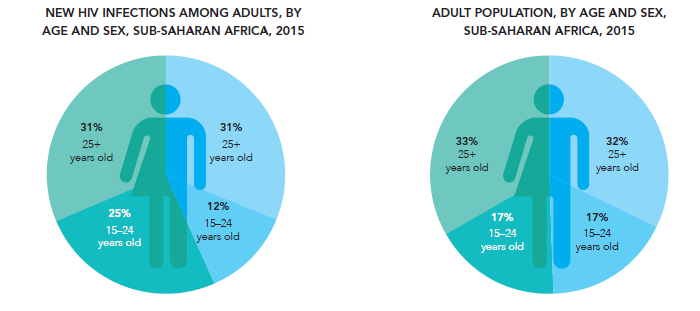 NEW HIV INFECTIONS AMONG ADULTS, BY
AGE AND SEX, SUB-SAHARAN AFRICA, 2015
31%
25+
years old
31%
25+
years old
25%
15–24
years old
12%
15–24
years old
ADULT POPULATION, BY AGE AND SEX,
SUB-SAHARAN AFRICA, 2015
33%
25+
years old
32%
25+
years old
17%
15–24
years old
17%
15–24
years old